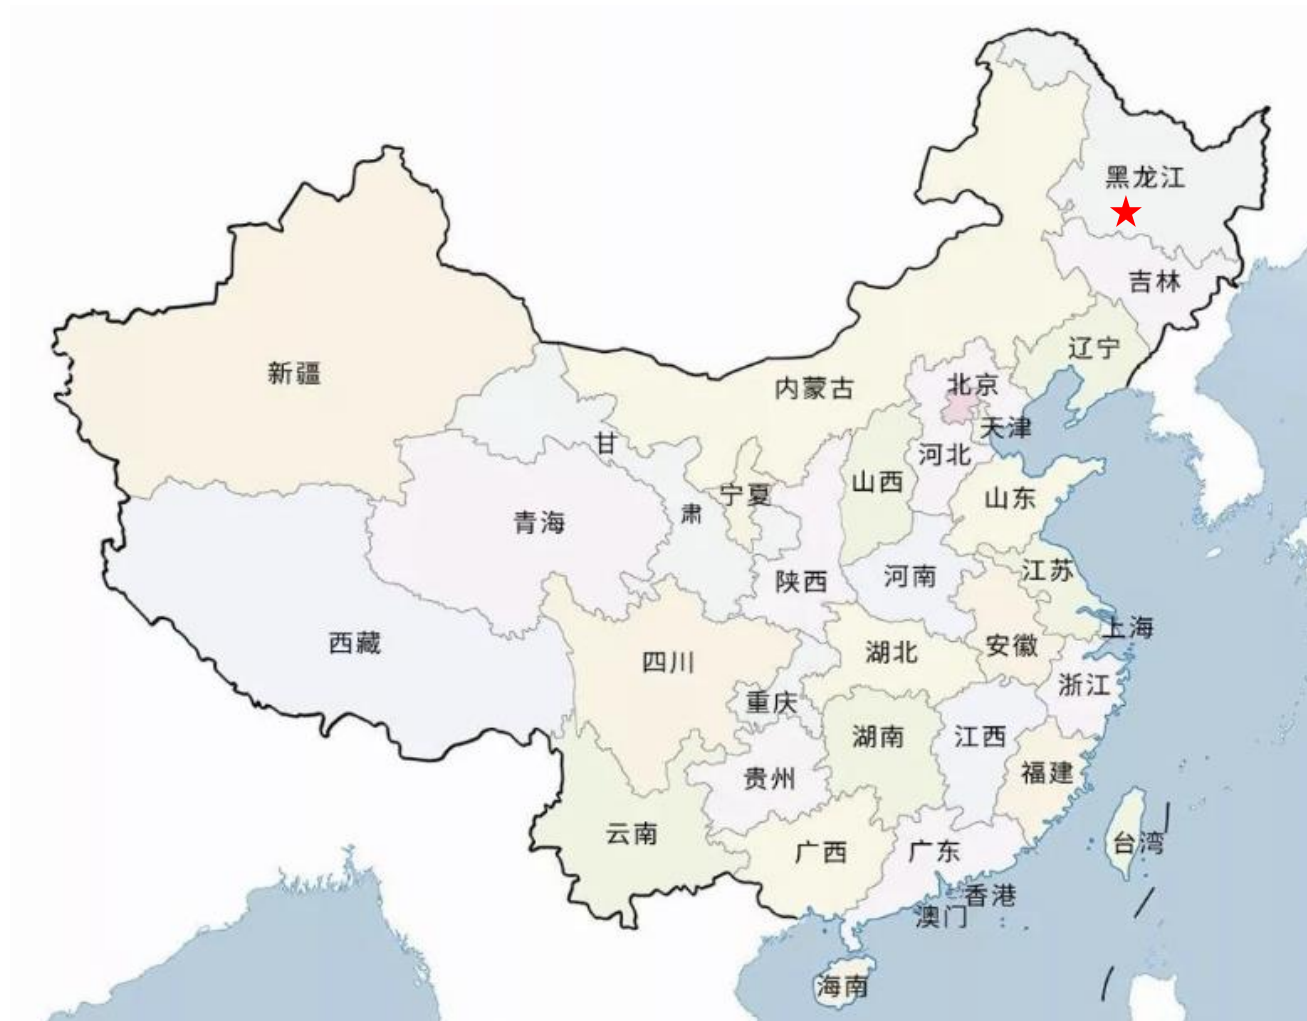 黑龙江
吉林
辽宁
新疆
内蒙古
北京
天津
甘
河北
山西
宁夏
山东
肃
青海
江苏
河南
陕西
上海
西藏
安徽
湖北
四川
浙江
重庆
湖南
江西
福建
贵州
云南
台湾
广西
广东
香港
澳门
海南